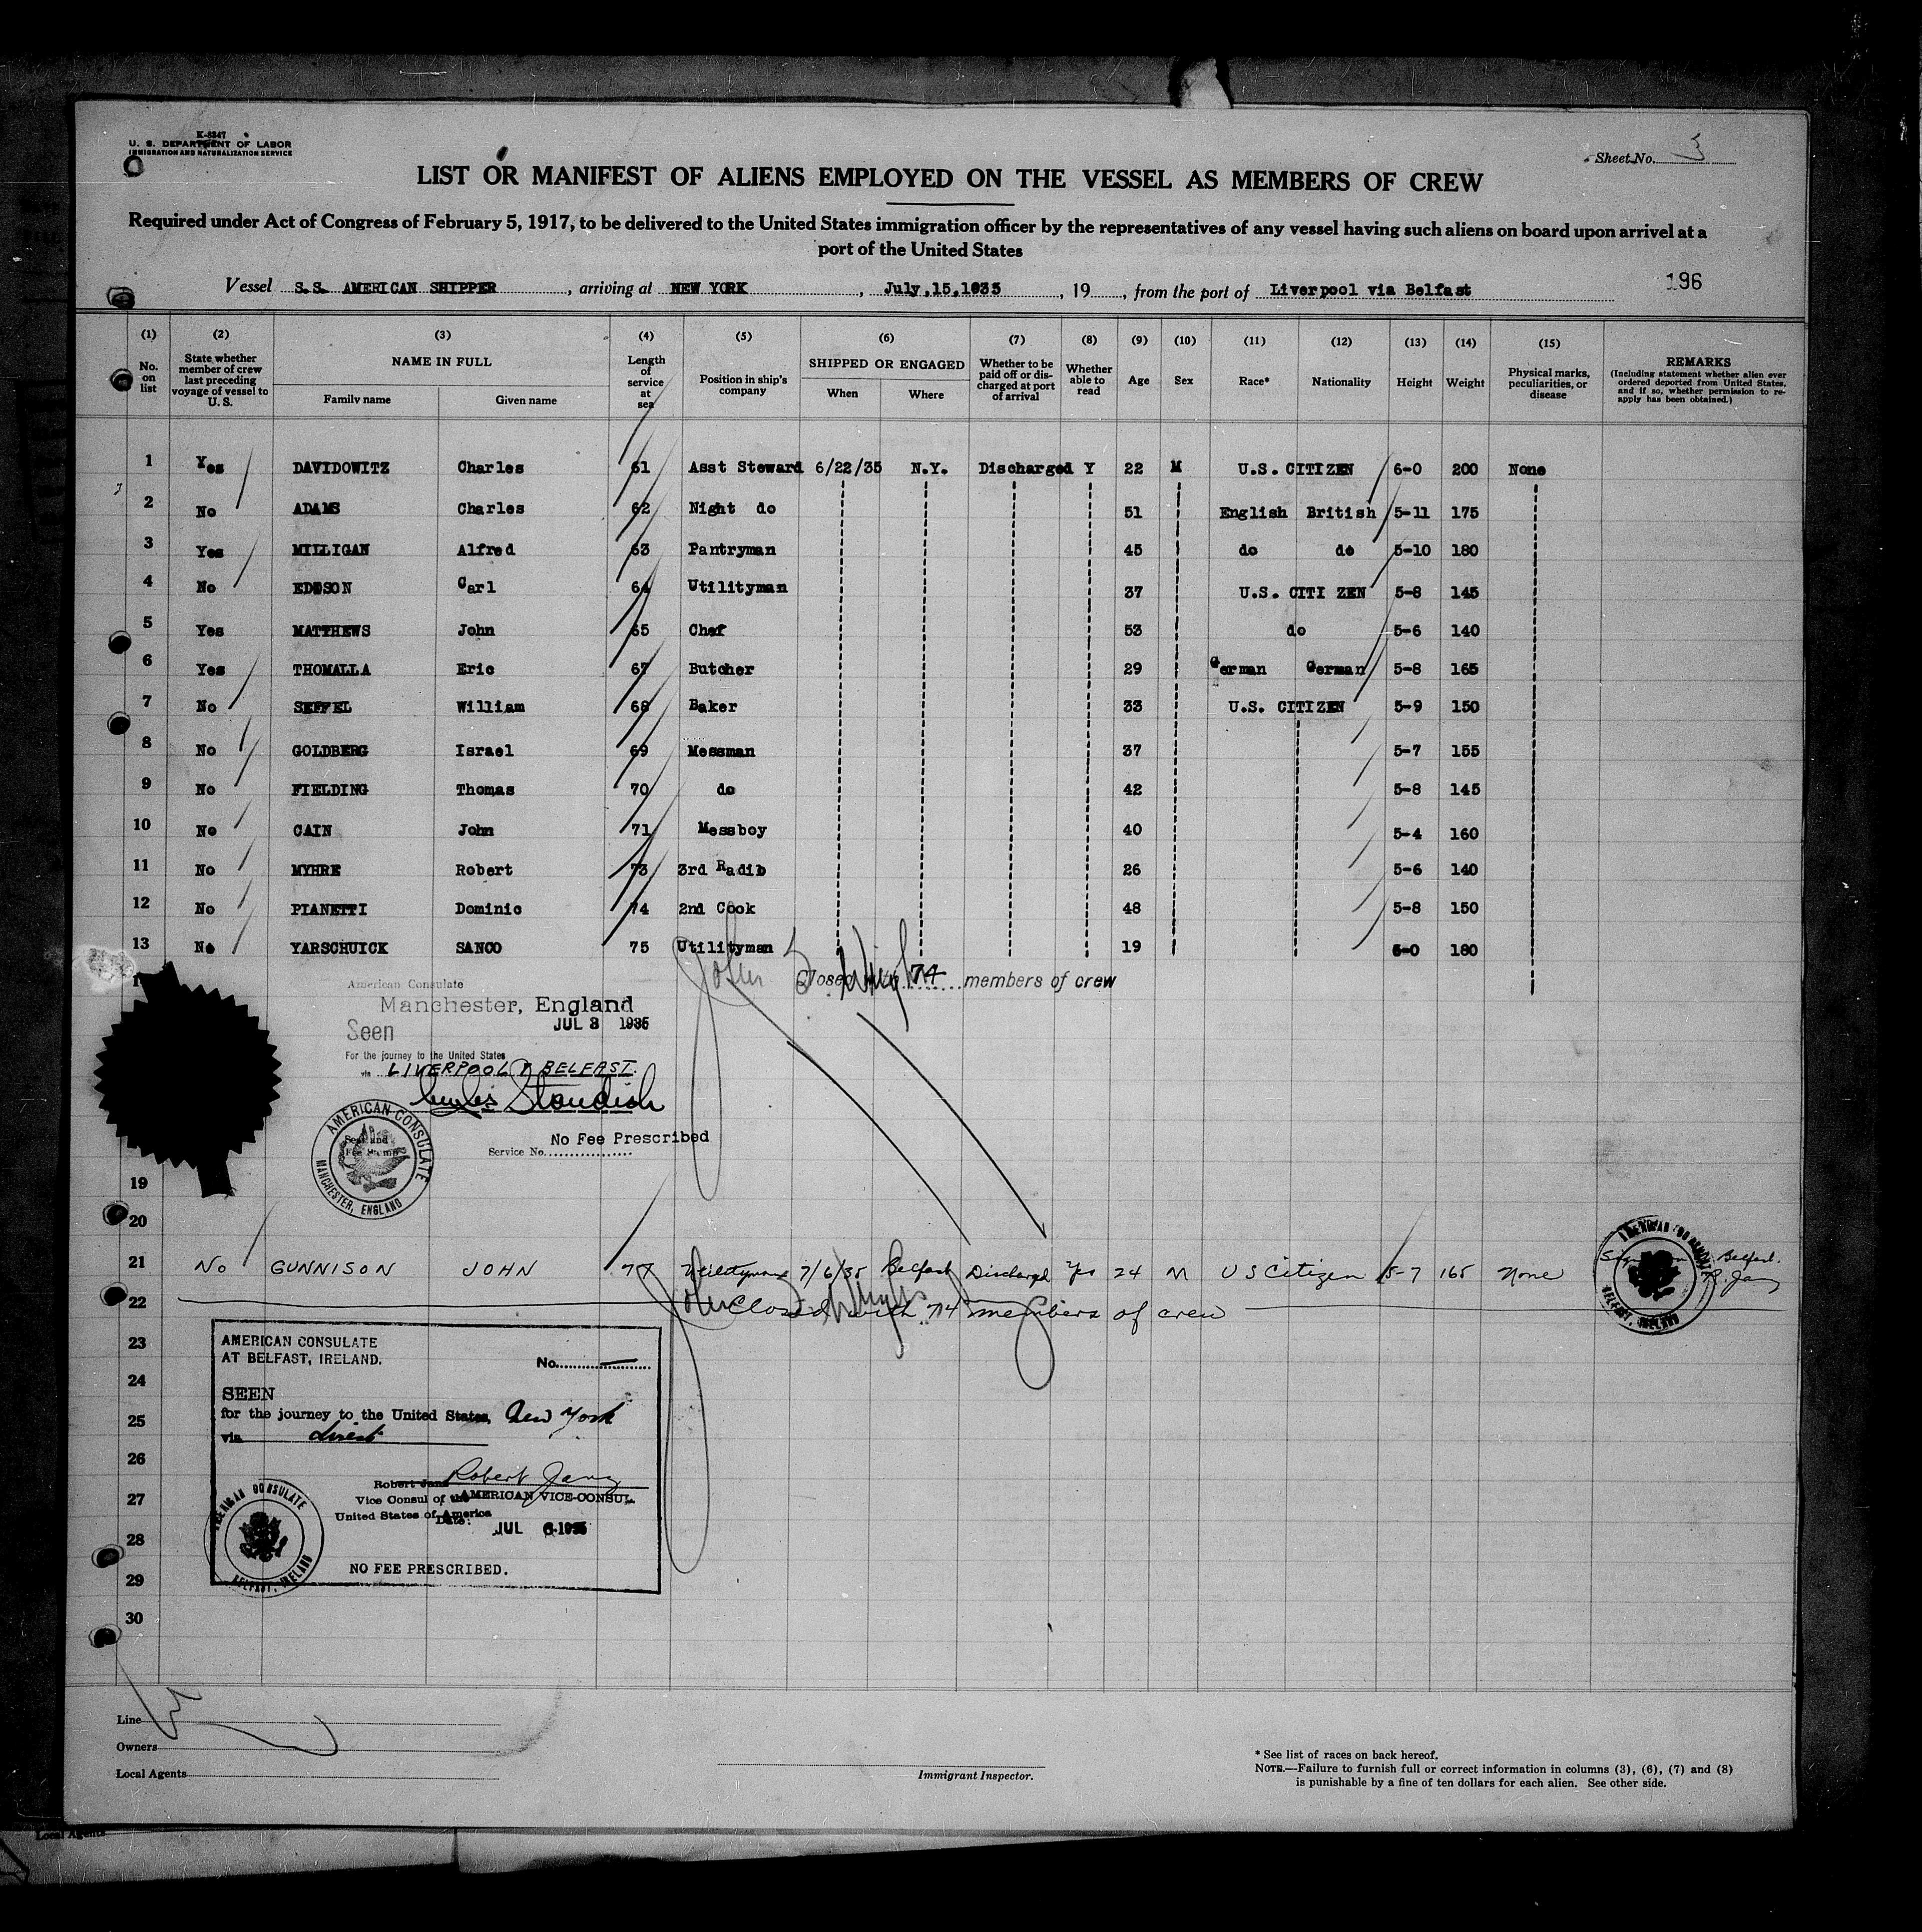 K-8347
U. S. DEPARTMENT OF LABOR
IMMIGRATION AND NATURALIZATION SERVICE
Sheet No. 3
LIST OR MANIFEST OF ALIENS EMPLOYED ON THE VESSEL AS MEMBERS OF CREW
Required under Act of Congress of February 5, 1917, to be delivered to the United States immigration officer by the representatives of any vessel having such aliens on board upon arrival at a
port of the United States
196
Vessel S.S. AMERICAN SHIPPER, arriving at NEW YORK, July,15,1935, 19, from the port of Liverpool via Belfast
(1) (2) (3) (4) (5) (6) (7) (8) (9) (10) (11) (12) (13) (14) (15)
No. on list
State whether member of crew last preceding voyage of vessel to U. S.
NAME IN FULL
Family name
Given name
Length of service at sea
Position in ship's company
SHIPPED OR ENGAGED
When
Where
Whether to be paid off or discharged at port of arrival
Whether able to read
Age
Sex
Race*
Nationality
Height
Weight
Physical marks, peculiarities, or disease
REMARKS
(Including statement whether alien ever ordered deported from United States, and if so, whether permission to reapply has been obtained.)
1 Yes DAVIDOWITZ Charles 61 Asst Steward 6/22/35 N.Y. Discharged Y 22 M U.S. CITIZEN 6-0 200 None
2 No ADAMS Charles 62 Night do 51 English British 5-11 175
3 Yes MILLIGAN Alfred 63 Pantryman 45 do do 5-10 180
4 No EDDSON Carl 64 Utilityman 37 U.S. CITI ZEN 5-8 145
5 Yes MATTHEWS John 65 Chef 53 do 5-6 140
6 Yes THOMALLA Eric 67 Butcher 29 German German 5-8 165
7 No SEFFEL William 68 Baker 33 U.S. CITIZEN 5-9 150
8 No GOLDBERG Israel 69 Messman 37 5-7 155
9 No FIELDING Thomas 70 do 42 5-8 145
10 No CAIN John 71 Messboy 40 5-4 160
11 No MYHRE Robert 73 3rd Radio 26 5-6 140
12 No PIANETTI Dominic 74 2nd Cook 48 5-8 150
13 No YARSCHUICK SANCO 75 Utilityman 19 6-0 180
Closed with 74 members of crew
American Consulate
Manchester, England
Seen JUL 3 1935
For the journey to the United States
via LIVERPOOL & BELFAST.
Standish
AMERICAN CONSULATE
MANCHESTER, ENGLAND
Seal and
Fee Stamp
No Fee Prescribed
Service No.
19
20
21 No GUNNISON JOHN 77 Utilityman 7/6/35 Belfast Discharged Yes 24 M U S Citizen 5-7 165 None
Belfast.
R. Jang
AMERICAN CONSULATE
BELFAST, IRELAND
22 Closed with 74 members of crew
23
24
25
26
27
28
29
30
AMERICAN CONSULATE
AT BELFAST, IRELAND.
No. —
SEEN
for the journey to the United States, New York
via direct
Robert
Vice Consul of the
AMERICAN VICE-CONSUL
United States of America
Date: JUL 6-1935
AMERICAN CONSULATE
BELFAST, IRELAND
NO FEE PRESCRIBED.
Line
Owners
Local Agents
Immigrant Inspector.
* See list of races on back hereof.
NOTE.—Failure to furnish full or correct information in columns (3), (6), (7) and (8)
is punishable by a fine of ten dollars for each alien. See other side.
Local Agents